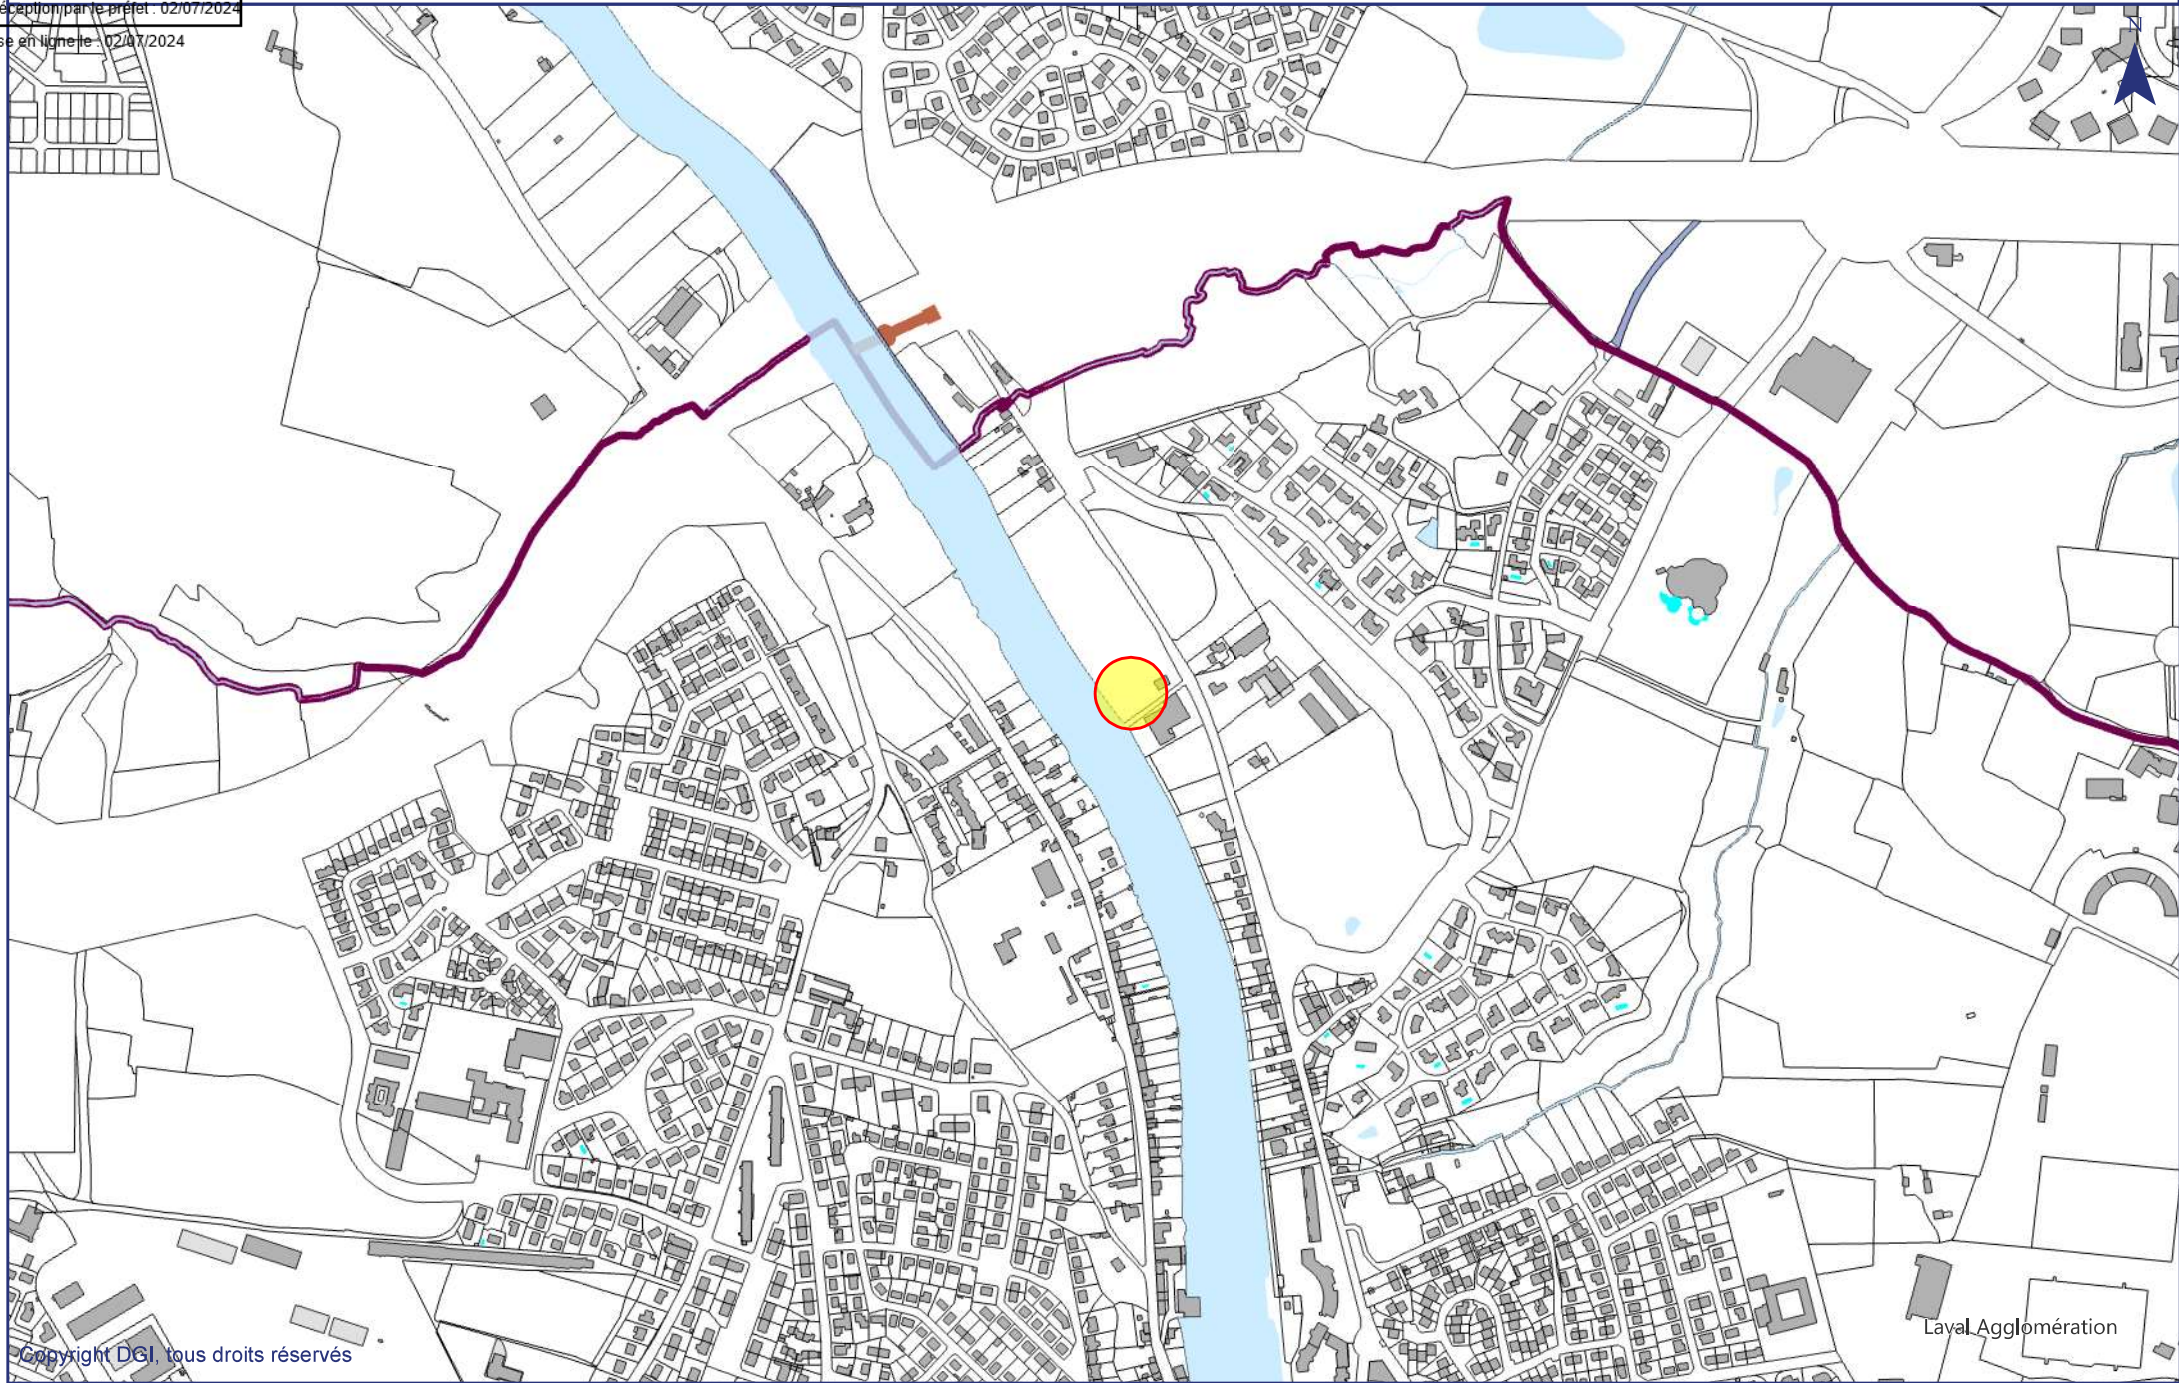 réception par le préfet : 02/07/2024
se en ligne le : 02/07/2024
N
Laval Agglomération
Copyright DGI, tous droits réservés